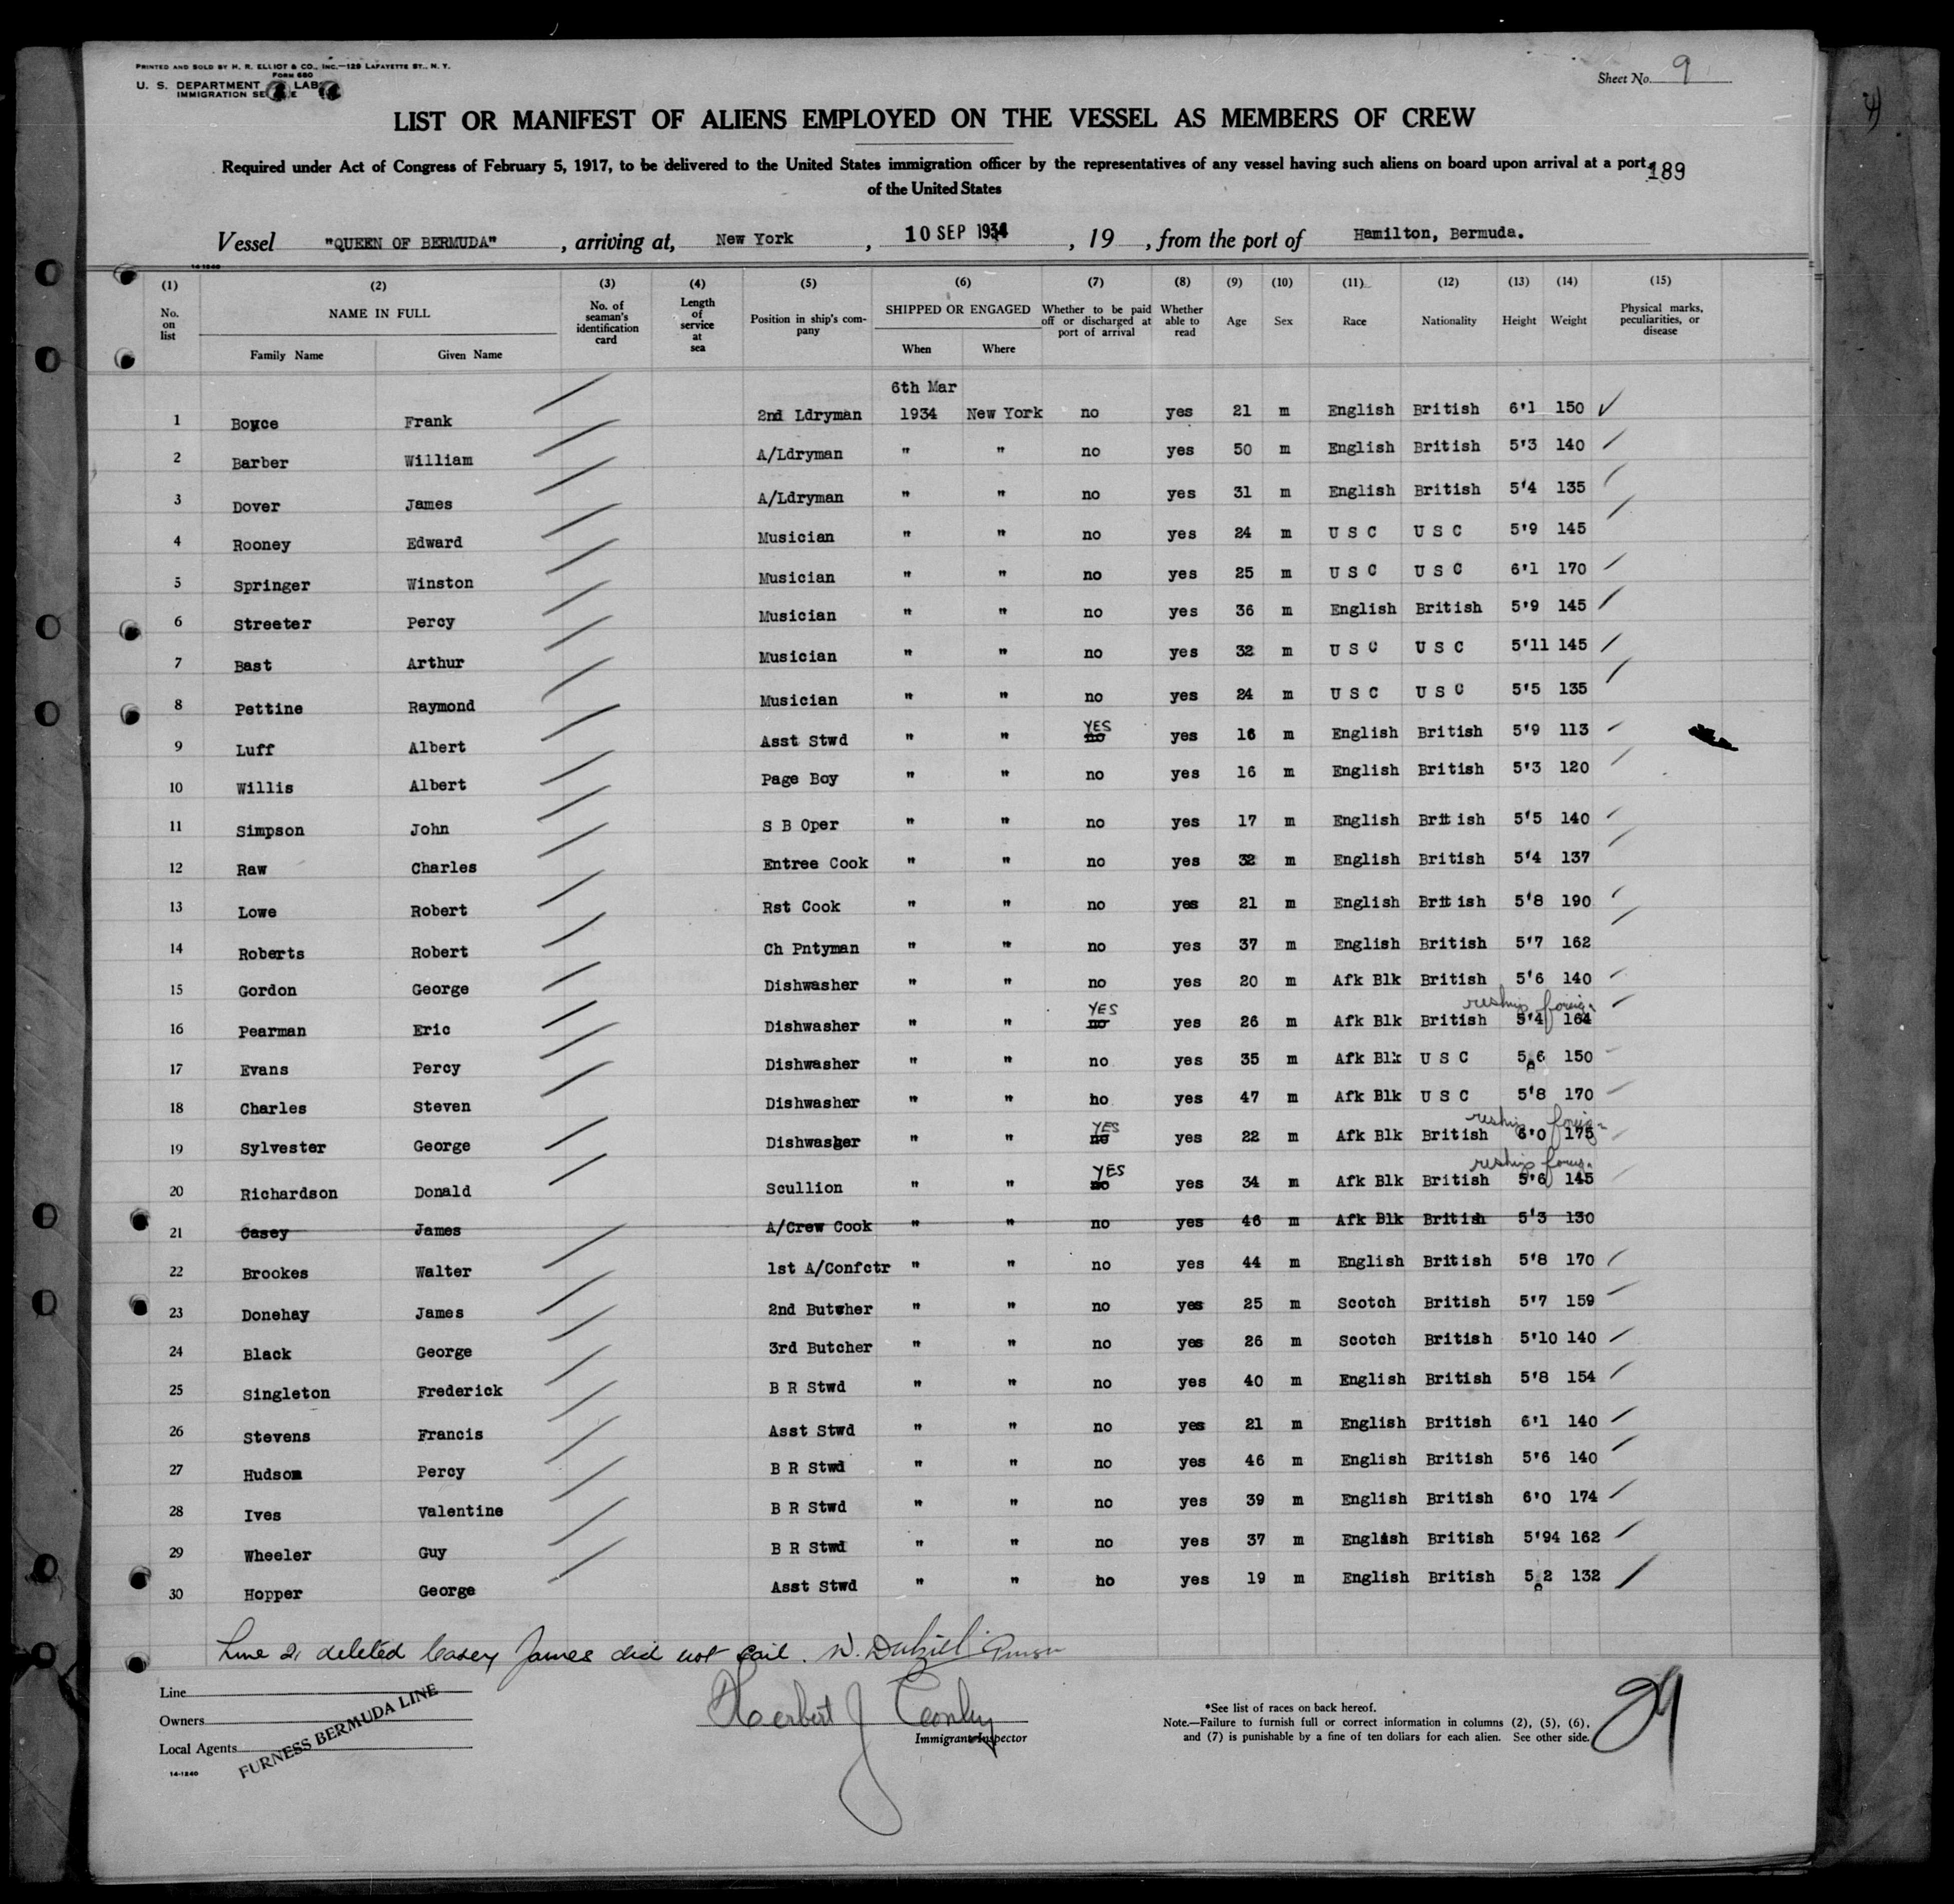 PRINTED AND SOLD BY H. R. ELLIOT & CO., INC.—129 LAFAYETTE ST., N. Y.
FORM 680
U. S. DEPARTMENT LAB
IMMIGRATION SE E
Sheet No. 9
LIST OR MANIFEST OF ALIENS EMPLOYED ON THE VESSEL AS MEMBERS OF CREW
Required under Act of Congress of February 5, 1917, to be delivered to the United States immigration officer by the representatives of any vessel having such aliens on board upon arrival at a port
of the United States
189
Vessel "QUEEN OF BERMUDA", arriving at, New York, 10 SEP 1934, 19 , from the port of Hamilton, Bermuda.
14-1240
(1) (2) (3) (4) (5) (6) (7) (8) (9) (10) (11) (12) (13) (14) (15)
No. on list NAME IN FULL Family Name Given Name No. of seaman's identification card Length of service at sea Position in ship's company SHIPPED OR ENGAGED When Where Whether to be paid off or discharged at port of arrival Whether able to read Age Sex Race Nationality Height Weight Physical marks, peculiarities, or disease
6th Mar
1 Boyce Frank 2nd Ldryman 1934 New York no yes 21 m English British 6'1 150
2 Barber William A/Ldryman " " no yes 50 m English British 5'3 140
3 Dover James A/Ldryman " " no yes 31 m English British 5'4 135
4 Rooney Edward Musician " " no yes 24 m U S C U S C 5'9 145
5 Springer Winston Musician " " no yes 25 m U S C U S C 6'1 170
6 Streeter Percy Musician " " no yes 36 m English British 5'9 145
7 Bast Arthur Musician " " no yes 32 m U S C U S C 5'11 145
8 Pettine Raymond Musician " " no yes 24 m U S C U S C 5'5 135
YES
9 Luff Albert Asst Stwd " " no yes 16 m English British 5'9 113
10 Willis Albert Page Boy " " no yes 16 m English British 5'3 120
11 Simpson John S B Oper " " no yes 17 m English British 5'5 140
12 Raw Charles Entree Cook " " no yes 32 m English British 5'4 137
13 Lowe Robert Rst Cook " " no yes 21 m English British 5'8 190
14 Roberts Robert Ch Pntyman " " no yes 37 m English British 5'7 162
15 Gordon George Dishwasher " " no yes 20 m Afk Blk British 5'6 140
YES reship foreign
16 Pearman Eric Dishwasher " " no yes 26 m Afk Blk British 5'4 164
17 Evans Percy Dishwasher " " no yes 35 m Afk Blk U S C 5 6 150
18 Charles Steven Dishwasher " " ho yes 47 m Afk Blk U S C 5'8 170
YES reship foreign
19 Sylvester George Dishwasher " " no yes 22 m Afk Blk British 6'0 175
YES reship foreign
20 Richardson Donald Scullion " " no yes 34 m Afk Blk British 5'6 145
21 Casey James A/Crew Cook " " no yes 46 m Afk Blk British 5'3 130
22 Brookes Walter 1st A/Confctr " " no yes 44 m English British 5'8 170
23 Donehay James 2nd Butcher " " no yes 25 m Scotch British 5'7 159
24 Black George 3rd Butcher " " no yes 26 m Scotch British 5'10 140
25 Singleton Frederick B R Stwd " " no yes 40 m English British 5'8 154
26 Stevens Francis Asst Stwd " " no yes 21 m English British 6'1 140
27 Hudson Percy B R Stwd " " no yes 46 m English British 5'6 140
28 Ives Valentine B R Stwd " " no yes 39 m English British 6'0 174
29 Wheeler Guy B R Stwd " " no yes 37 m English British 5'94 162
30 Hopper George Asst Stwd " " ho yes 19 m English British 5 2 132
Line 21 deleted Casey James did not sail. W. Dalziel Purser
Line
Owners
Local Agents
FURNESS BERMUDA LINE
14-1240
Herbert J
Immigrant Inspector
*See list of races on back hereof.
Note.—Failure to furnish full or correct information in columns (2), (5), (6),
and (7) is punishable by a fine of ten dollars for each alien. See other side.
29